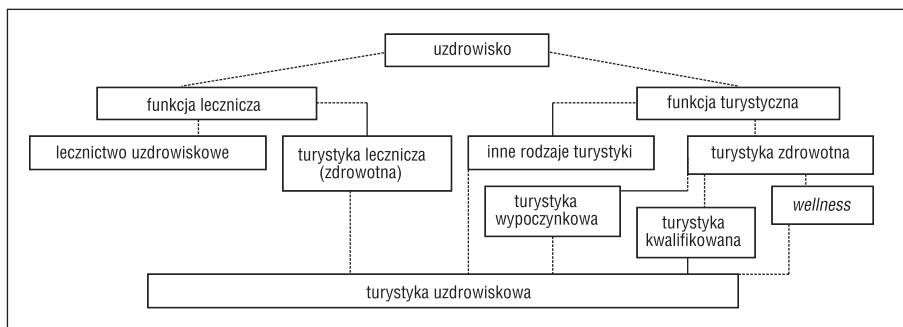 uzdrowisko
funkcja lecznicza
funkcja turystyczna
lecznictwo uzdrowiskowe
turystyka lecznicza
(zdrowotna)
inne rodzaje turystyki
turystyka zdrowotna
turystyka
wypoczynkowa
turystyka
kwalifikowana
wellness
turystyka uzdrowiskowa